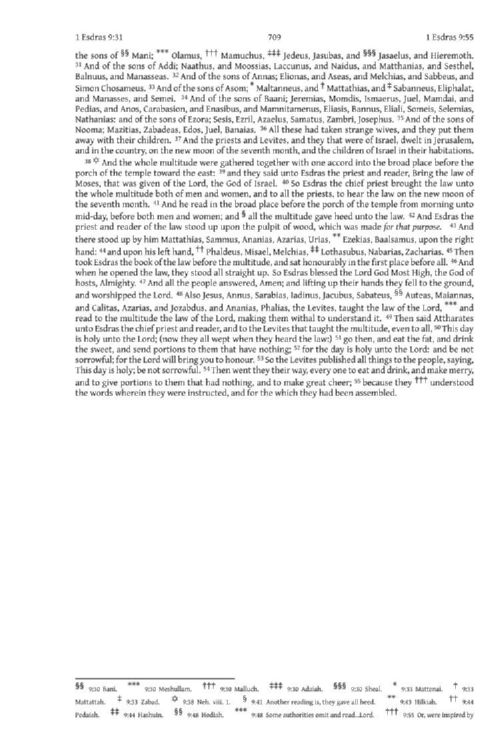 1 Esdras 9:31 709 1 Esdras 9:55
the sons of §§ Mani; *** Olamus, ††† Mamuchus, ‡‡‡ Jedeus, Jasubas, and §§§ Jasaelus, and Hieremoth.
31 And of the sons of Addi; Naathus, and Moossias, Laccunus, and Naidus, and Matthanias, and Sesthel,
Balnuus, and Manasseas. 32 And of the sons of Annas; Elionas, and Aseas, and Melchias, and Sabbeus, and
Simon Chosameus. 33 And of the sons of Asom; * Maltanneus, and † Mattathias, and ‡ Sabanneus, Eliphalat,
and Manasses, and Semei. 34 And of the sons of Baani; Jeremias, Momdis, Ismaerus, Juel, Mamdai, and
Pedias, and Anos, Carabasion, and Enasibus, and Mamnitamenus, Eliasis, Bannus, Eliali, Someis, Selemias,
Nathanias: and of the sons of Ezora; Sesis, Ezril, Azaelus, Samatus, Zambri, Josephus. 35 And of the sons of
Nooma; Mazitias, Zabadeas, Edos, Juel, Banaias. 36 All these had taken strange wives, and they put them
away with their children. 37 And the priests and Levites, and they that were of Israel, dwelt in Jerusalem,
and in the country, on the new moon of the seventh month, and the children of Israel in their habitations.
38 ✡ And the whole multitude were gathered together with one accord into the broad place before the
porch of the temple toward the east: 39 and they said unto Esdras the priest and reader, Bring the law of
Moses, that was given of the Lord, the God of Israel. 40 So Esdras the chief priest brought the law unto
the whole multitude both of men and women, and to all the priests, to hear the law on the new moon of
the seventh month. 41 And he read in the broad place before the porch of the temple from morning unto
mid-day, before both men and women; and § all the multitude gave heed unto the law. 42 And Esdras the
priest and reader of the law stood up upon the pulpit of wood, which was made for that purpose. 43 And
there stood up by him Mattathias, Sammus, Ananias, Azarias, Urias, ** Ezekias, Baalsamus, upon the right
hand: 44 and upon his left hand, †† Phaldeus, Misael, Melchias, ‡‡ Lothasubus, Nabarias, Zacharias. 45 Then
took Esdras the book of the law before the multitude, and sat honourably in the first place before all. 46 And
when he opened the law, they stood all straight up. So Esdras blessed the Lord God Most High, the God of
hosts, Almighty. 47 And all the people answered, Amen; and lifting up their hands they fell to the ground,
and worshipped the Lord. 48 Also Jesus, Annus, Sarabias, Iadinus, Jacubus, Sabateus, §§ Auteas, Maiannas,
and Calitas, Azarias, and Jozabdus, and Ananias, Phalias, the Levites, taught the law of the Lord, *** and
read to the multitude the law of the Lord, making them withal to understand it. 49 Then said Attharates
unto Esdras the chief priest and reader, and to the Levites that taught the multitude, even to all, 50 This day
is holy unto the Lord; (now they all wept when they heard the law:) 51 go then, and eat the fat, and drink
the sweet, and send portions to them that have nothing; 52 for the day is holy unto the Lord: and be not
sorrowful; for the Lord will bring you to honour. 53 So the Levites published all things to the people, saying,
This day is holy; be not sorrowful. 54 Then went they their way, every one to eat and drink, and make merry,
and to give portions to them that had nothing, and to make great cheer; 55 because they ††† understood
the words wherein they were instructed, and for the which they had been assembled.
§§ 9:30 Bani. *** 9:30 Meshullam. ††† 9:30 Malluch. ‡‡‡ 9:30 Adaiah. §§§ 9:30 Sheal. * 9:33 Mattenai. † 9:33
Mattattah. ‡ 9:33 Zabad. ✡ 9:38 Neh. viii. 1. § 9:41 Another reading is, they gave all heed. ** 9:43 Hilkiah. †† 9:44
Pedaiah. ‡‡ 9:44 Hashum. §§ 9:48 Hodiah. *** 9:48 Some authorities omit and read...Lord. ††† 9:55 Or, were inspired by